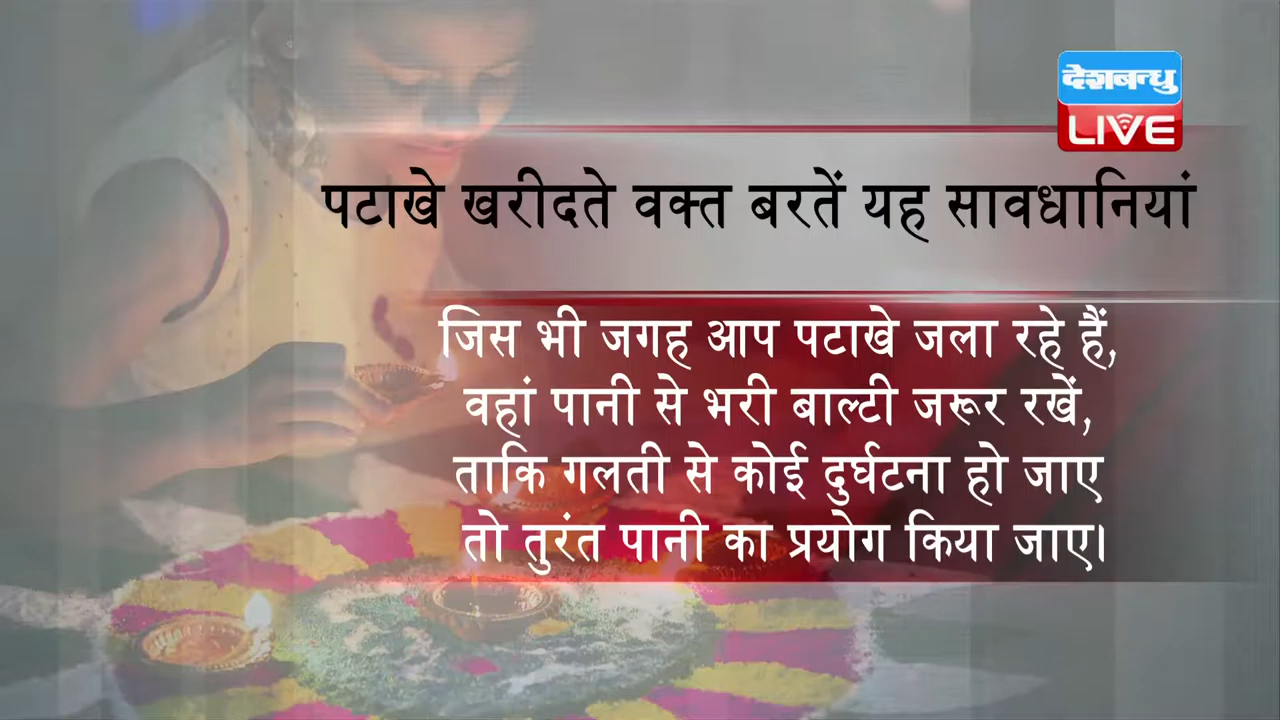 देशबन्धु
LIVE
पटाखे खरीदते वक्त बरतें यह सावधानियां
जिस भी जगह आप पटाखे जला रहे हैं,
वहां पानी से भरी बाल्टी जरूर रखें,
ताकि गलती से कोई दुर्घटना हो जाए
तो तुरंत पानी का प्रयोग किया जाए।